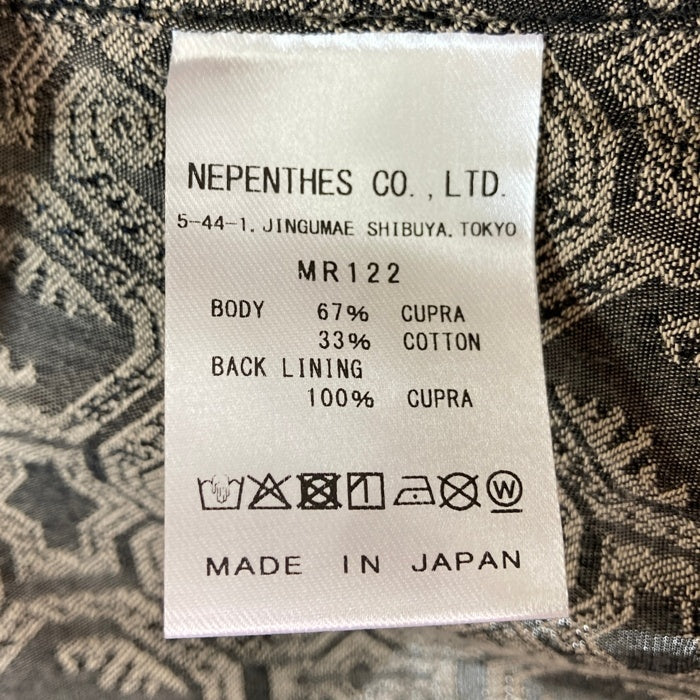 NEPENTHES CO., LTD.
5-44-1. JINGUMAE SHIBUYA. TOKYO
MR122
BODY 67% CUPRA
33% COTTON
BACK LINING
100% CUPRA
W
MADE IN JAPAN